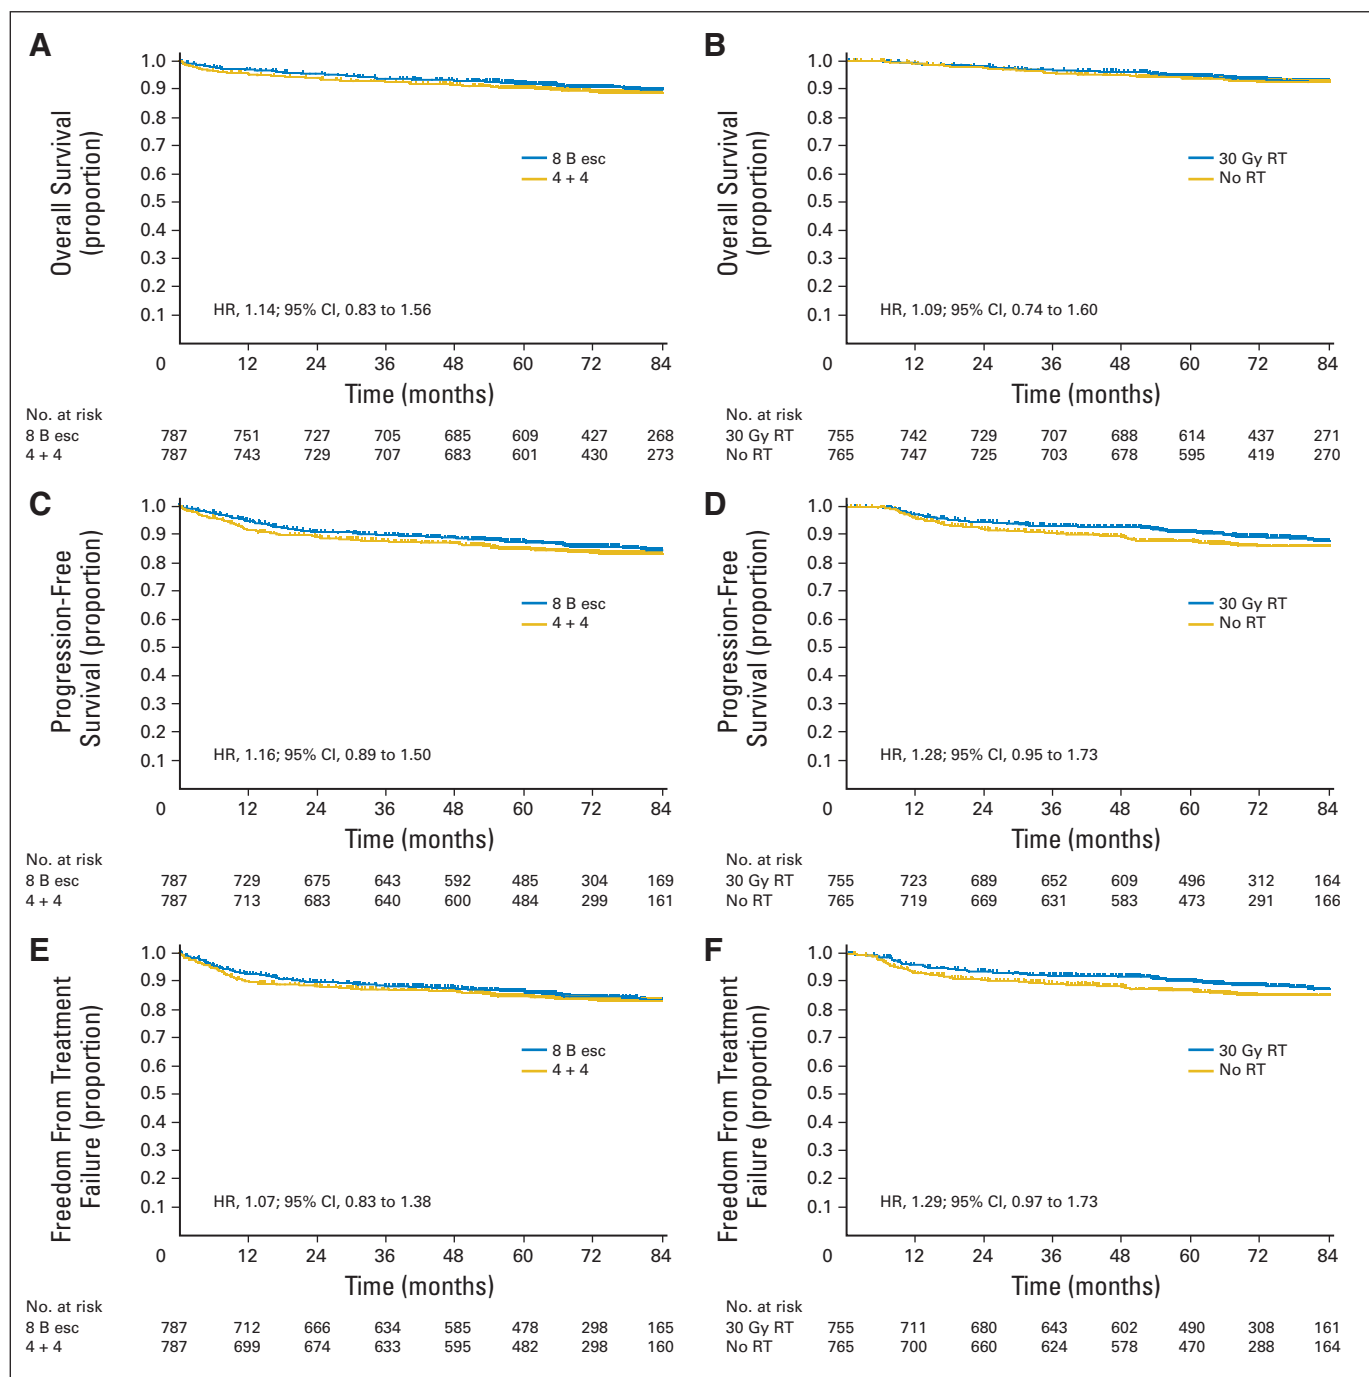 A
Overall Survival
(proportion)
1.0
0.9
0.8
0.7
0.6
0.5
0.4
0.3
0.2
0.1
8 B esc
4 + 4
HR, 1.14; 95% CI, 0.83 to 1.56
0 12 24 36 48 60 72 84
Time (months)
No. at risk
8 B esc 787 751 727 705 685 609 427 268
4 + 4 787 743 729 707 683 601 430 273
B
Overall Survival
(proportion)
1.0
0.9
0.8
0.7
0.6
0.5
0.4
0.3
0.2
0.1
30 Gy RT
No RT
HR, 1.09; 95% CI, 0.74 to 1.60
0 12 24 36 48 60 72 84
Time (months)
No. at risk
30 Gy RT 755 742 729 707 688 614 437 271
No RT 765 747 725 703 678 595 419 270
C
Progression-Free
Survival (proportion)
1.0
0.9
0.8
0.7
0.6
0.5
0.4
0.3
0.2
0.1
8 B esc
4 + 4
HR, 1.16; 95% CI, 0.89 to 1.50
0 12 24 36 48 60 72 84
Time (months)
No. at risk
8 B esc 787 729 675 643 592 485 304 169
4 + 4 787 713 683 640 600 484 299 161
D
Progression-Free
Survival (proportion)
1.0
0.9
0.8
0.7
0.6
0.5
0.4
0.3
0.2
0.1
30 Gy RT
No RT
HR, 1.28; 95% CI, 0.95 to 1.73
0 12 24 36 48 60 72 84
Time (months)
No. at risk
30 Gy RT 755 723 689 652 609 496 312 164
No RT 765 719 669 631 583 473 291 166
E
Freedom From Treatment
Failure (proportion)
1.0
0.9
0.8
0.7
0.6
0.5
0.4
0.3
0.2
0.1
8 B esc
4 + 4
HR, 1.07; 95% CI, 0.83 to 1.38
0 12 24 36 48 60 72 84
Time (months)
No. at risk
8 B esc 787 712 666 634 585 478 298 165
4 + 4 787 699 674 633 595 482 298 160
F
Freedom From Treatment
Failure (proportion)
1.0
0.9
0.8
0.7
0.6
0.5
0.4
0.3
0.2
0.1
30 Gy RT
No RT
HR, 1.29; 95% CI, 0.97 to 1.73
0 12 24 36 48 60 72 84
Time (months)
No. at risk
30 Gy RT 755 711 680 643 602 490 308 161
No RT 765 700 660 624 578 470 288 164